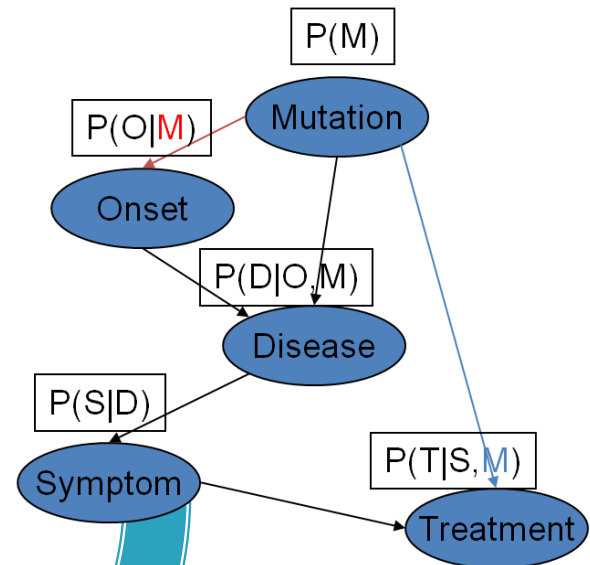 P(M)
Mutation
P(O|M)
Onset
P(D|O,M)
Disease
P(S|D)
Symptom
P(T|S,M)
Treatment